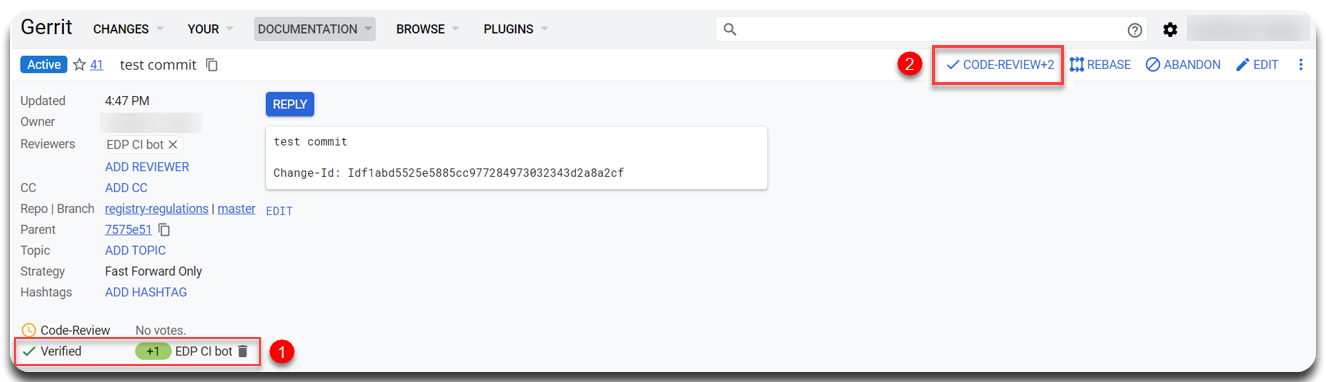 Gerrit CHANGES YOUR DOCUMENTATION BROWSE PLUGINS
Active 41 test commit 2 CODE-REVIEW+2 REBASE ABANDON EDIT
Updated 4:47 PM REPLY
Owner
Reviewers EDP CI bot
test commit
ADD REVIEWER
Change-Id: Idf1abd5525e5885cc977284973032343d2a8a2cf
CC ADD CC
Repo | Branch registry-regulations | master EDIT
Parent 7575e51
Topic ADD TOPIC
Strategy Fast Forward Only
Hashtags ADD HASHTAG
Code-Review No votes.
Verified +1 EDP CI bot 1